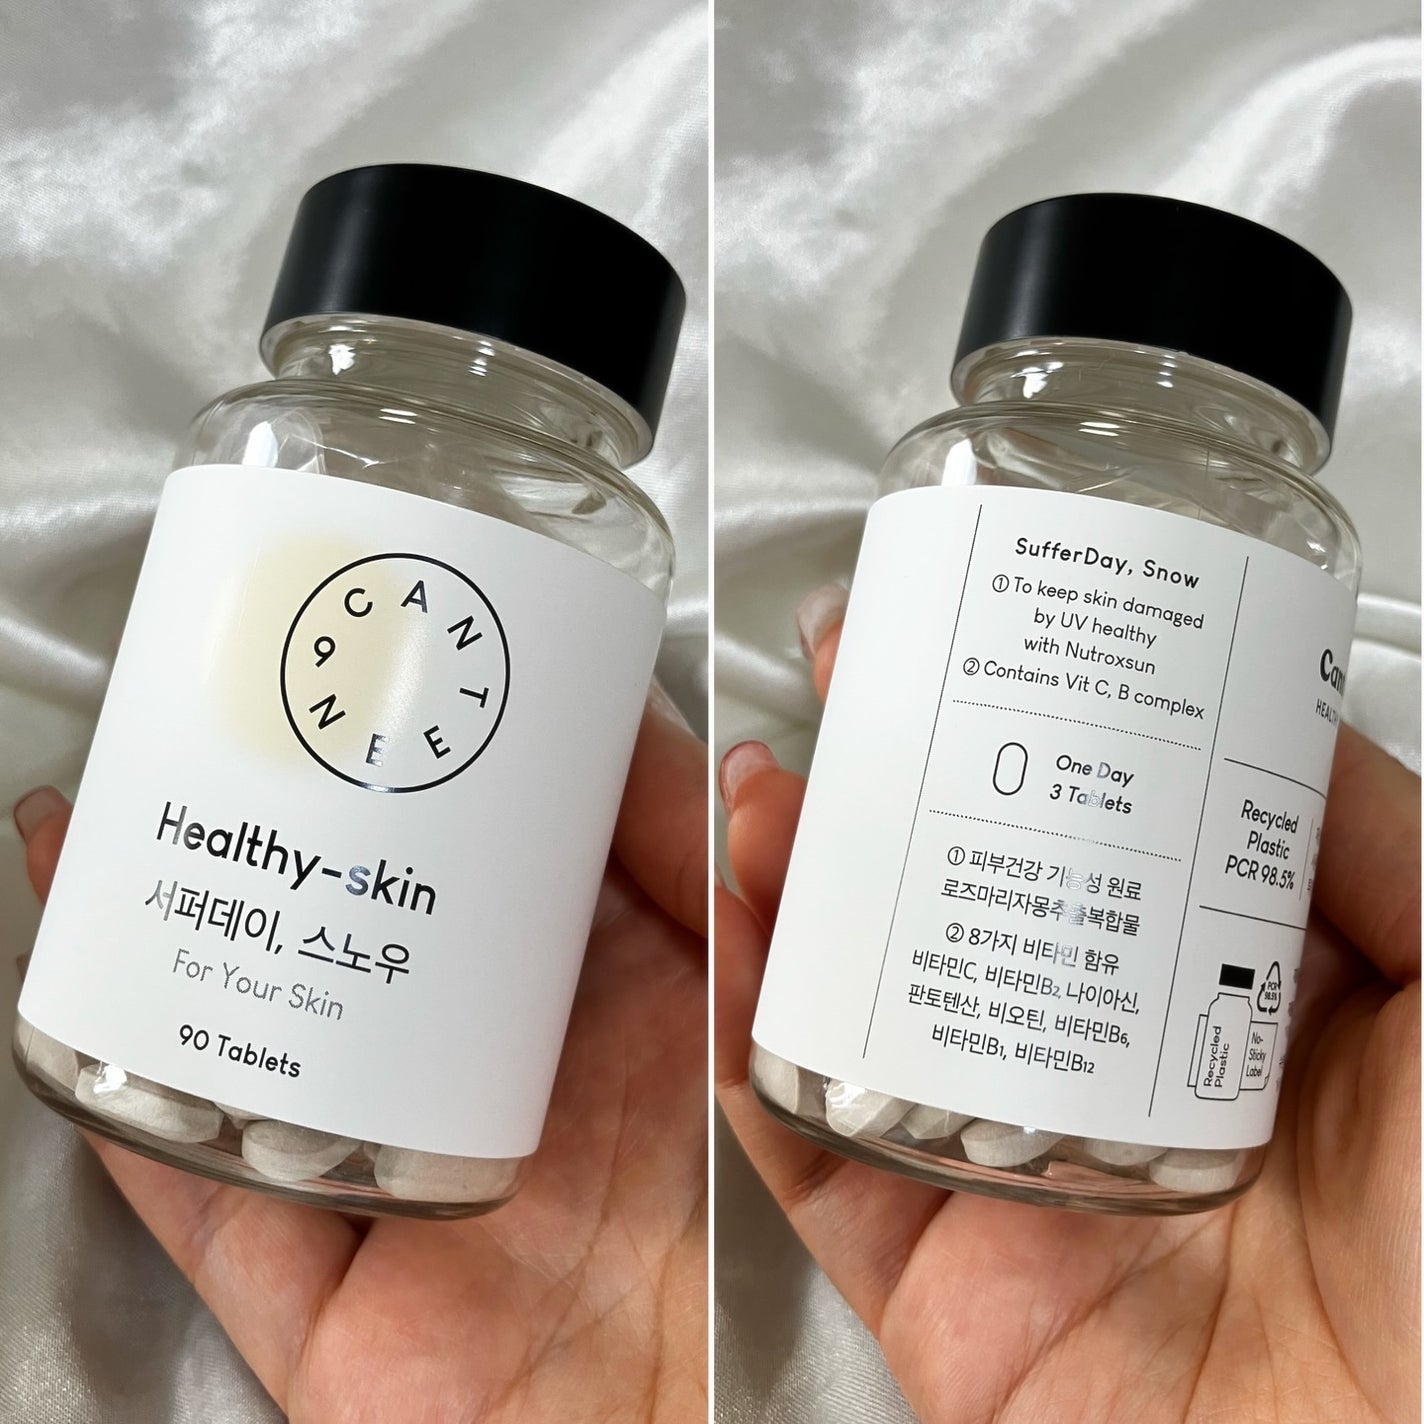 CANTEEN9
Healthy-skin
서퍼데이, 스노우
For Your Skin
90 Tablets
SufferDay, Snow
① To keep skin damaged
by UV healthy
with Nutroxsun
② Contains Vit C, B complex
One Day
3 Tablets
① 피부건강 기능성 원료
로즈마리자몽추출복합물
② 8가지 비타민 함유
비타민C, 비타민B₂, 나이아신,
판토텐산, 비오틴, 비타민B₆,
비타민B₁, 비타민B₁₂
Recycled
Plastic
PCR 98.5%
PCR
98.5%
Recycled
Plastic
No-
Sticky
Label